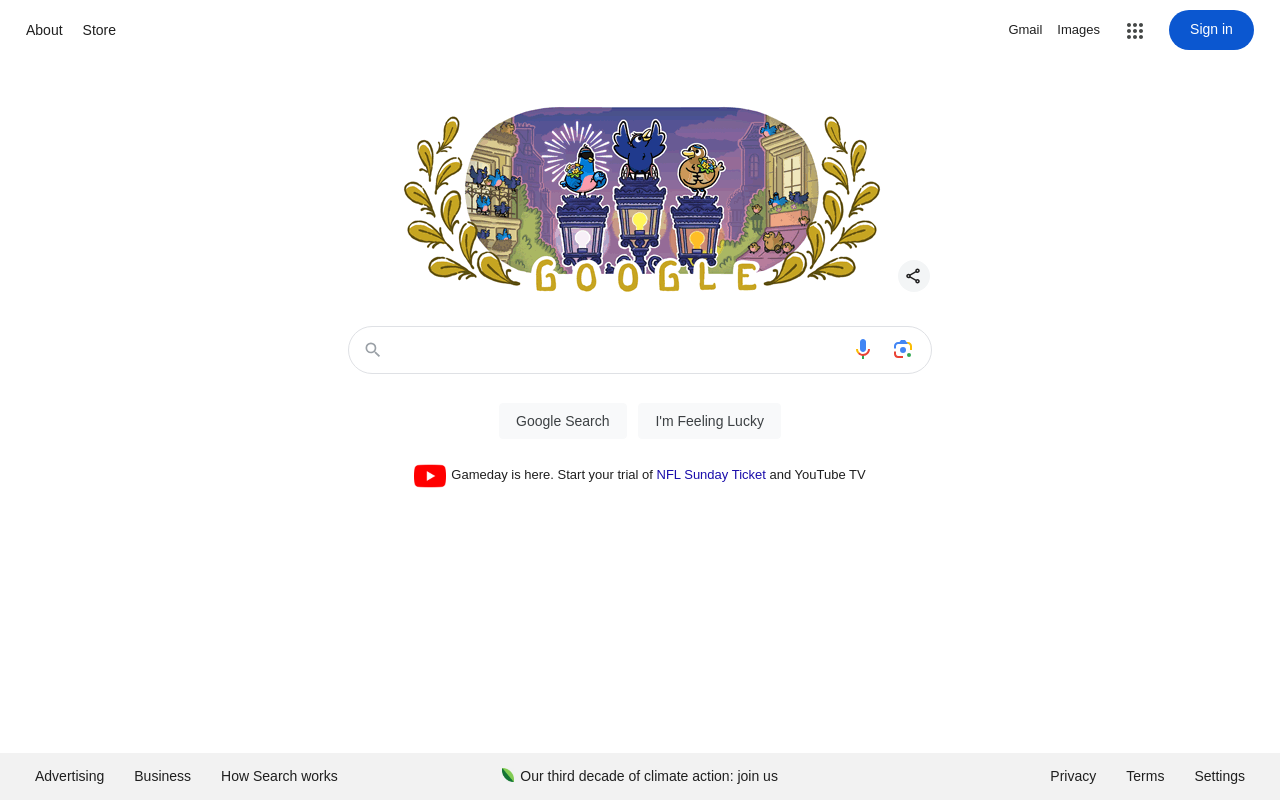 About Store Gmail Images Sign in
GOOGLE
Google Search I'm Feeling Lucky
Gameday is here. Start your trial of NFL Sunday Ticket and YouTube TV
Advertising Business How Search works Our third decade of climate action: join us Privacy Terms Settings